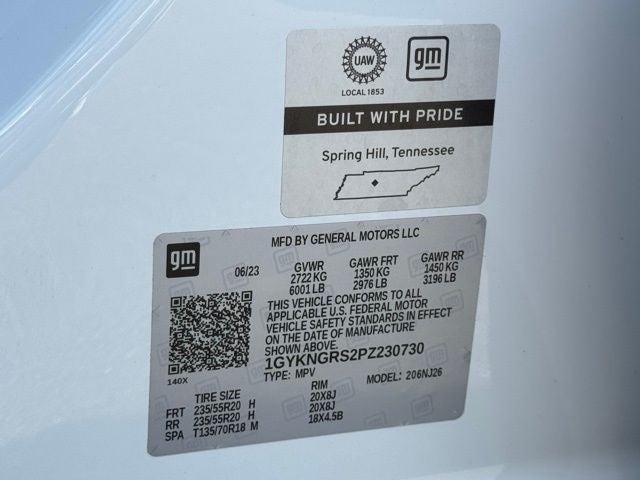 UAW
gm
LOCAL 1853
BUILT WITH PRIDE
Spring Hill, Tennessee
gm
MFD BY GENERAL MOTORS LLC
06/23 GVWR GAWR FRT GAWR RR
2722 KG 1350 KG 1450 KG
6001 LB 2976 LB 3196 LB
THIS VEHICLE CONFORMS TO ALL
APPLICABLE U.S. FEDERAL MOTOR
VEHICLE SAFETY STANDARDS IN EFFECT
ON THE DATE OF MANUFACTURE
SHOWN ABOVE.
1GYKNGRS2PZ230730
140X
TYPE: MPV MODEL: 206NJ26
TIRE SIZE RIM
FRT 235/55R20 H 20X8J
RR 235/55R20 H 20X8J
SPA T135/70R18 M 18X4.5B